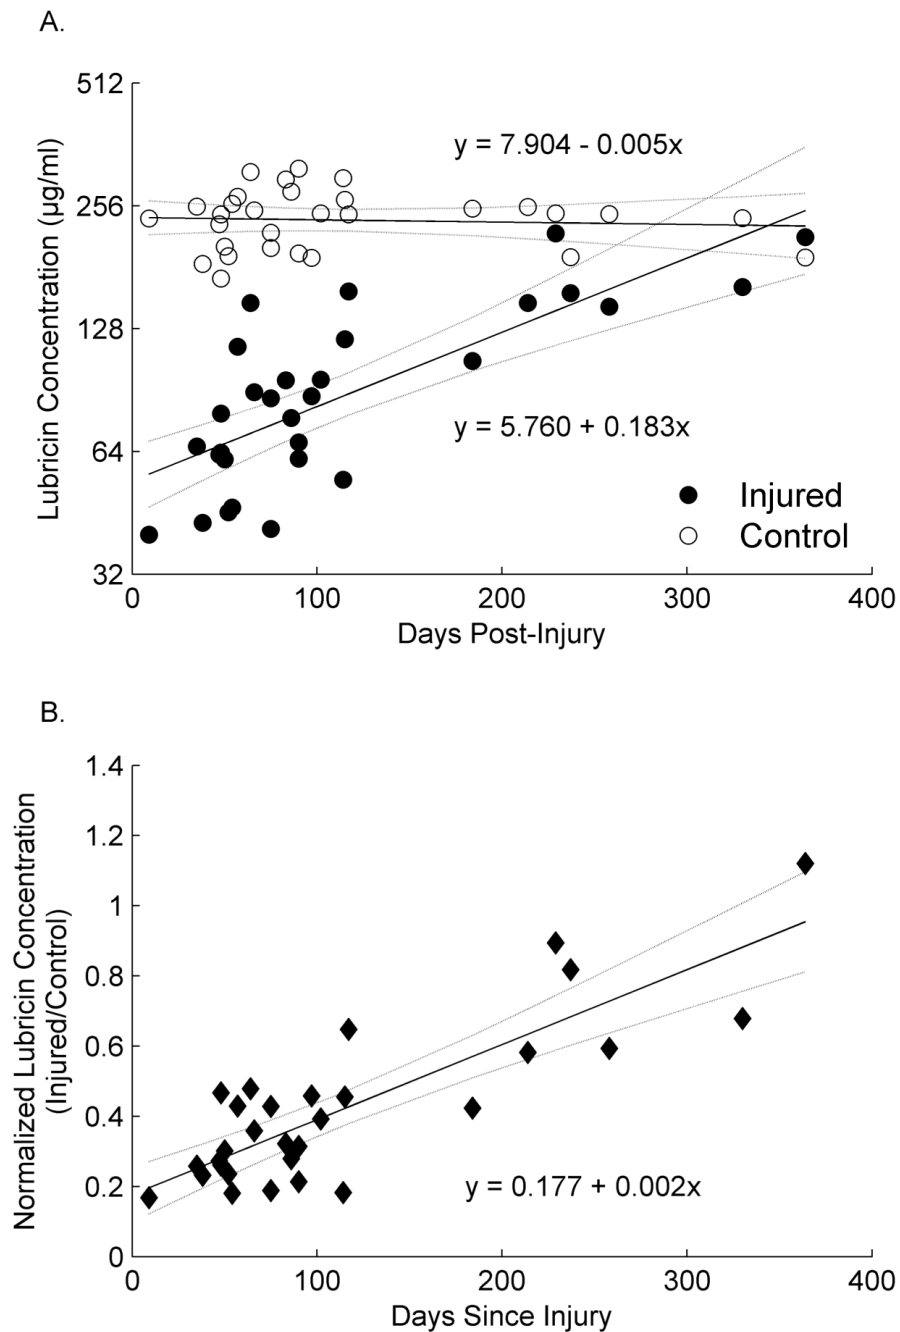 A.
512
256
128
64
32
Lubricin Concentration (µg/ml)
y = 7.904 - 0.005x
y = 5.760 + 0.183x
Injured
Control
0
100
200
300
400
Days Post-Injury
B.
1.4
1.2
1
0.8
0.6
0.4
0.2
0
Normalized Lubricin Concentration
(Injured/Control)
y = 0.177 + 0.002x
0
100
200
300
400
Days Since Injury